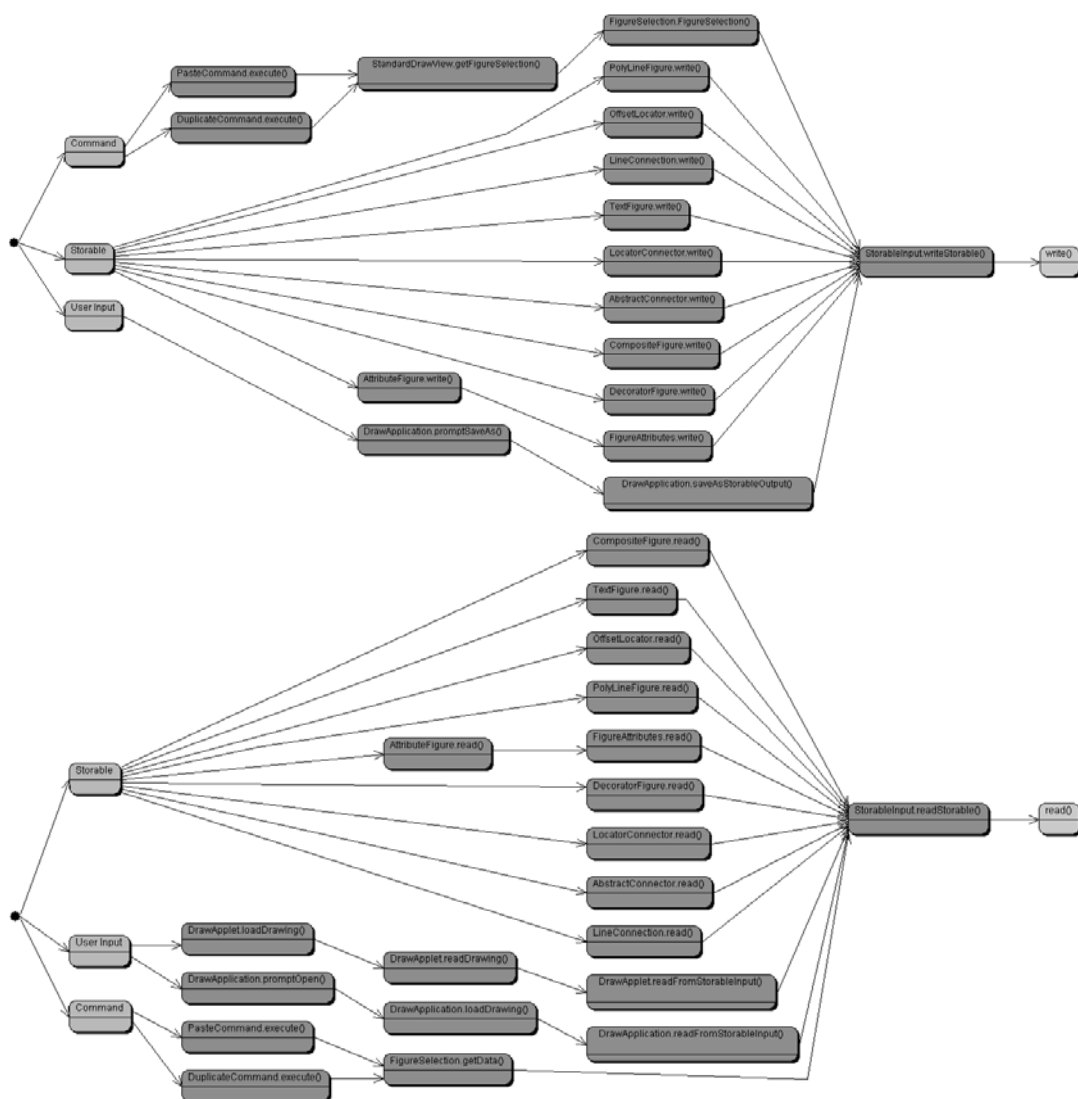 FigureSelection.FigureSelection()
PasteCommand.execute()
StandardDrawView.getFigureSelection()
PolyLineFigure.write()
DuplicateCommand.execute()
OffsetLocator.write()
Command
LineConnection.write()
TextFigure.write()
Storable
LocatorConnector.write()
StorableInput.writeStorable()
write()
User Input
AbstractConnector.write()
CompositeFigure.write()
AttributeFigure.write()
DecoratorFigure.write()
DrawApplication.promptSaveAs()
FigureAttributes.write()
DrawApplication.saveAsStorableOutput()
CompositeFigure.read()
TextFigure.read()
OffsetLocator.read()
PolyLineFigure.read()
AttributeFigure.read()
FigureAttributes.read()
Storable
DecoratorFigure.read()
StorableInput.readStorable()
read()
LocatorConnector.read()
AbstractConnector.read()
DrawApplet.loadDrawing()
LineConnection.read()
User Input
DrawApplet.readDrawing()
DrawApplication.promptOpen()
DrawApplet.readFromStorableInput()
Command
DrawApplication.loadDrawing()
PasteCommand.execute()
DrawApplication.readFromStorableInput()
FigureSelection.getData()
DuplicateCommand.execute()